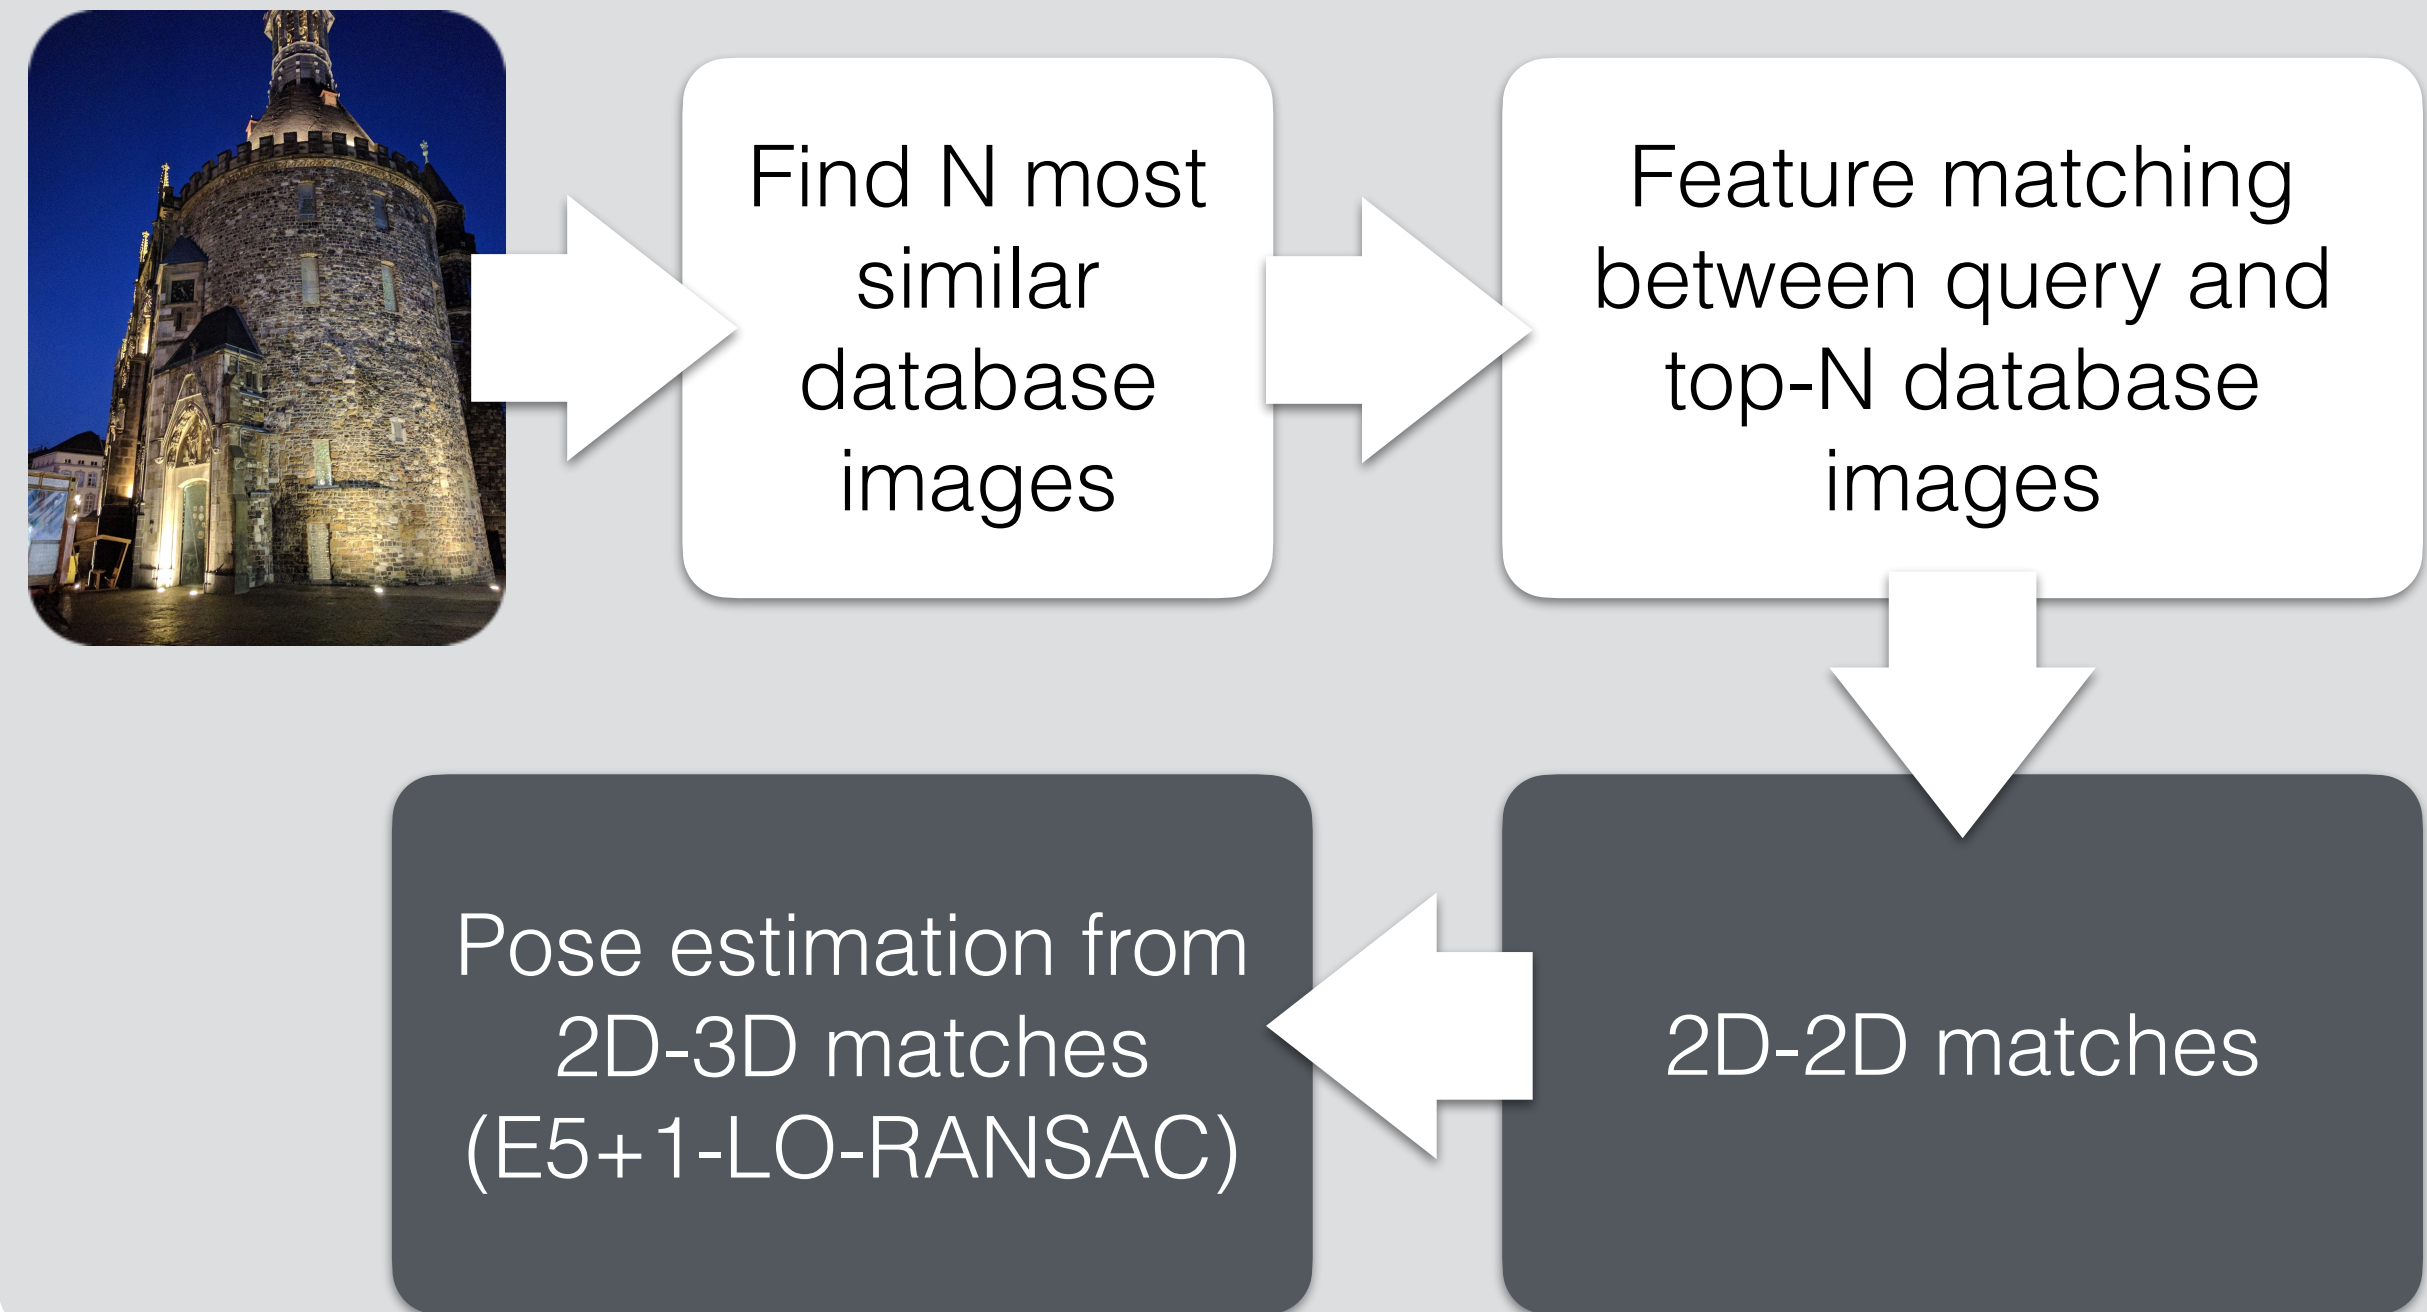 Find N most
similar
database
images
Feature matching
between query and
top-N database
images
2D-2D matches
Pose estimation from
2D-3D matches
(E5+1-LO-RANSAC)